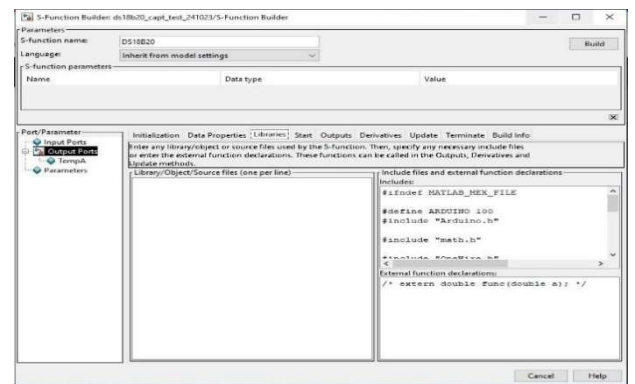 S-Function Builder: ds18b20_capt_test_241023/S-Function Builder
Parameters
S-function name: DS18B20
Build
Language: Inherit from model settings
S-function parameters
Name Data type Value
Port/Parameter
Input Ports
Output Ports
TempA
Parameters
Initialization Data Properties Libraries Start Outputs Derivatives Update Terminate Build Info
Enter any library/object or source files used by the S-function. Then, specify any necessary include files
or enter the external function declarations. These functions can be called in the Outputs, Derivatives and
Update methods.
Library/Object/Source files (one per line)
Include files and external function declarations
Includes:
#ifndef MATLAB_MEX_FILE
#define ARDUINO 100
#include "Arduino.h"
#include "math.h"
#include "OneWire.h"
External function declarations:
/* extern double func(double a); */
Cancel Help